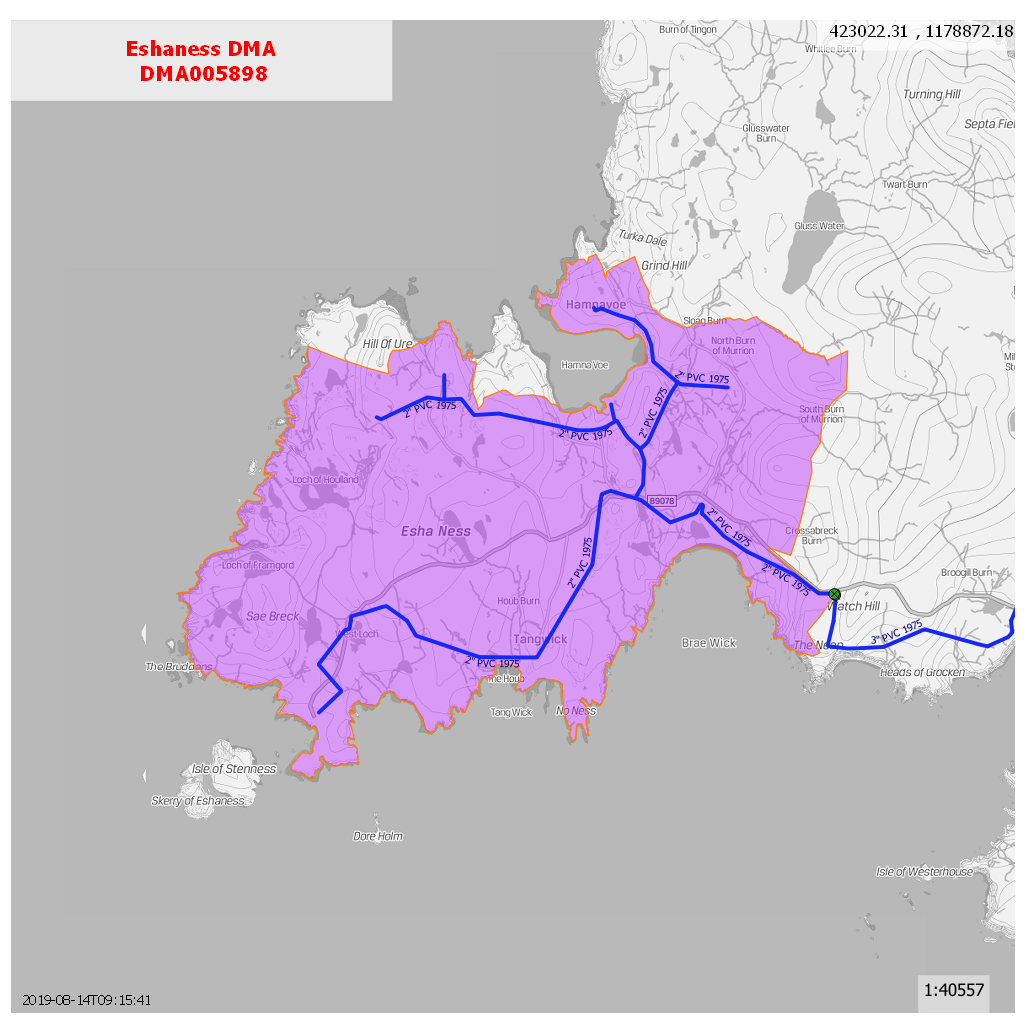 Eshaness DMA
DMA005898
423022.31 , 1178872.18
Burn of Tingon
Whitlee Burn
Turning Hill
Septa Fiel
Glusswater
Burn
Twart Burn
Gluss Water
Turka Dale
Grind Hill
Hamnavoe
Sloag Burn
Hill Of Ure
North Burn
of Murrion
Hamna Voe
2" PVC 1975
2" PVC 1975
2" PVC 1975
2" PVC 1975
South Burn
of Murrion
Loch of Houlland
B9078
Esha Ness
2" PVC 1975
Crossabreck
Burn
2" PVC 1975
Loch of Framgord
2" PVC 1975
Broogill Burn
Houb Burn
Watch Hill
Sae Breck
West Loch
Tangwick
3" PVC 1975
Brae Wick
The Neap
2" PVC 1975
The Bruddans
The Houb
Heads of Grocken
Tang Wick
No Ness
Isle of Stenness
Skerry of Eshaness
Dore Holm
Isle of Westerhouse
2019-08-14T09:15:41
1:40557